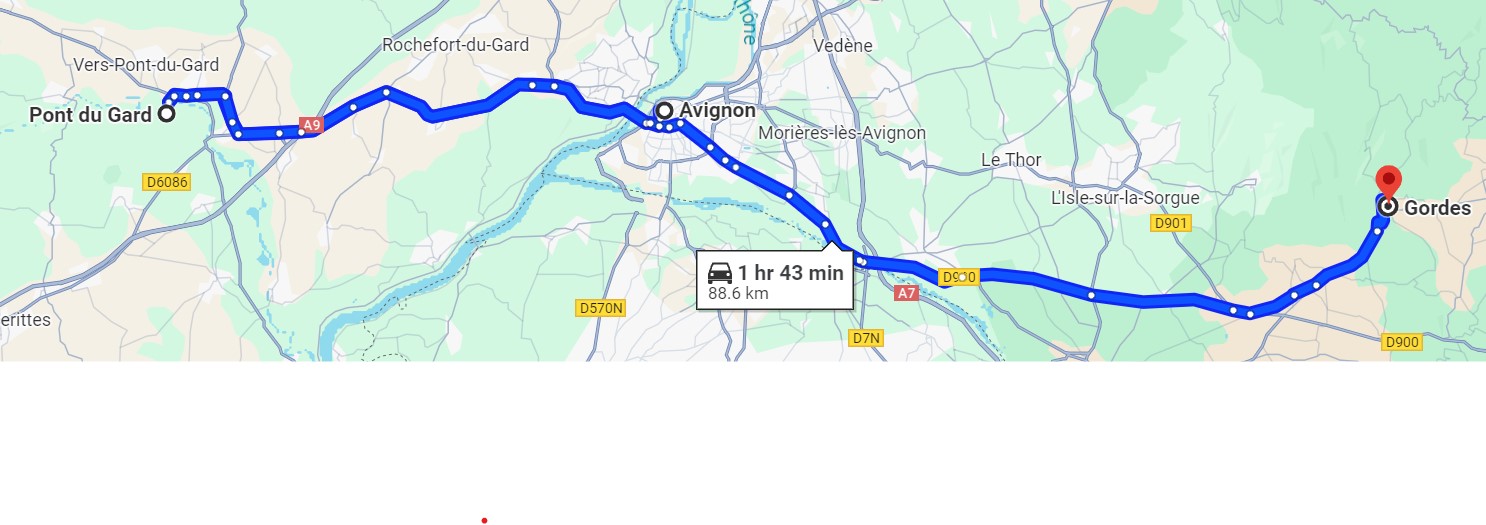 Rhône
Rochefort-du-Gard
Vedène
Vers-Pont-du-Gard
Pont du Gard
Avignon
A9
Morières-lès-Avignon
Le Thor
D6086
L'Isle-sur-la-Sorgue
Gordes
D901
1 hr 43 min
88.6 km
D900
A7
D570N
erittes
D7N
D900